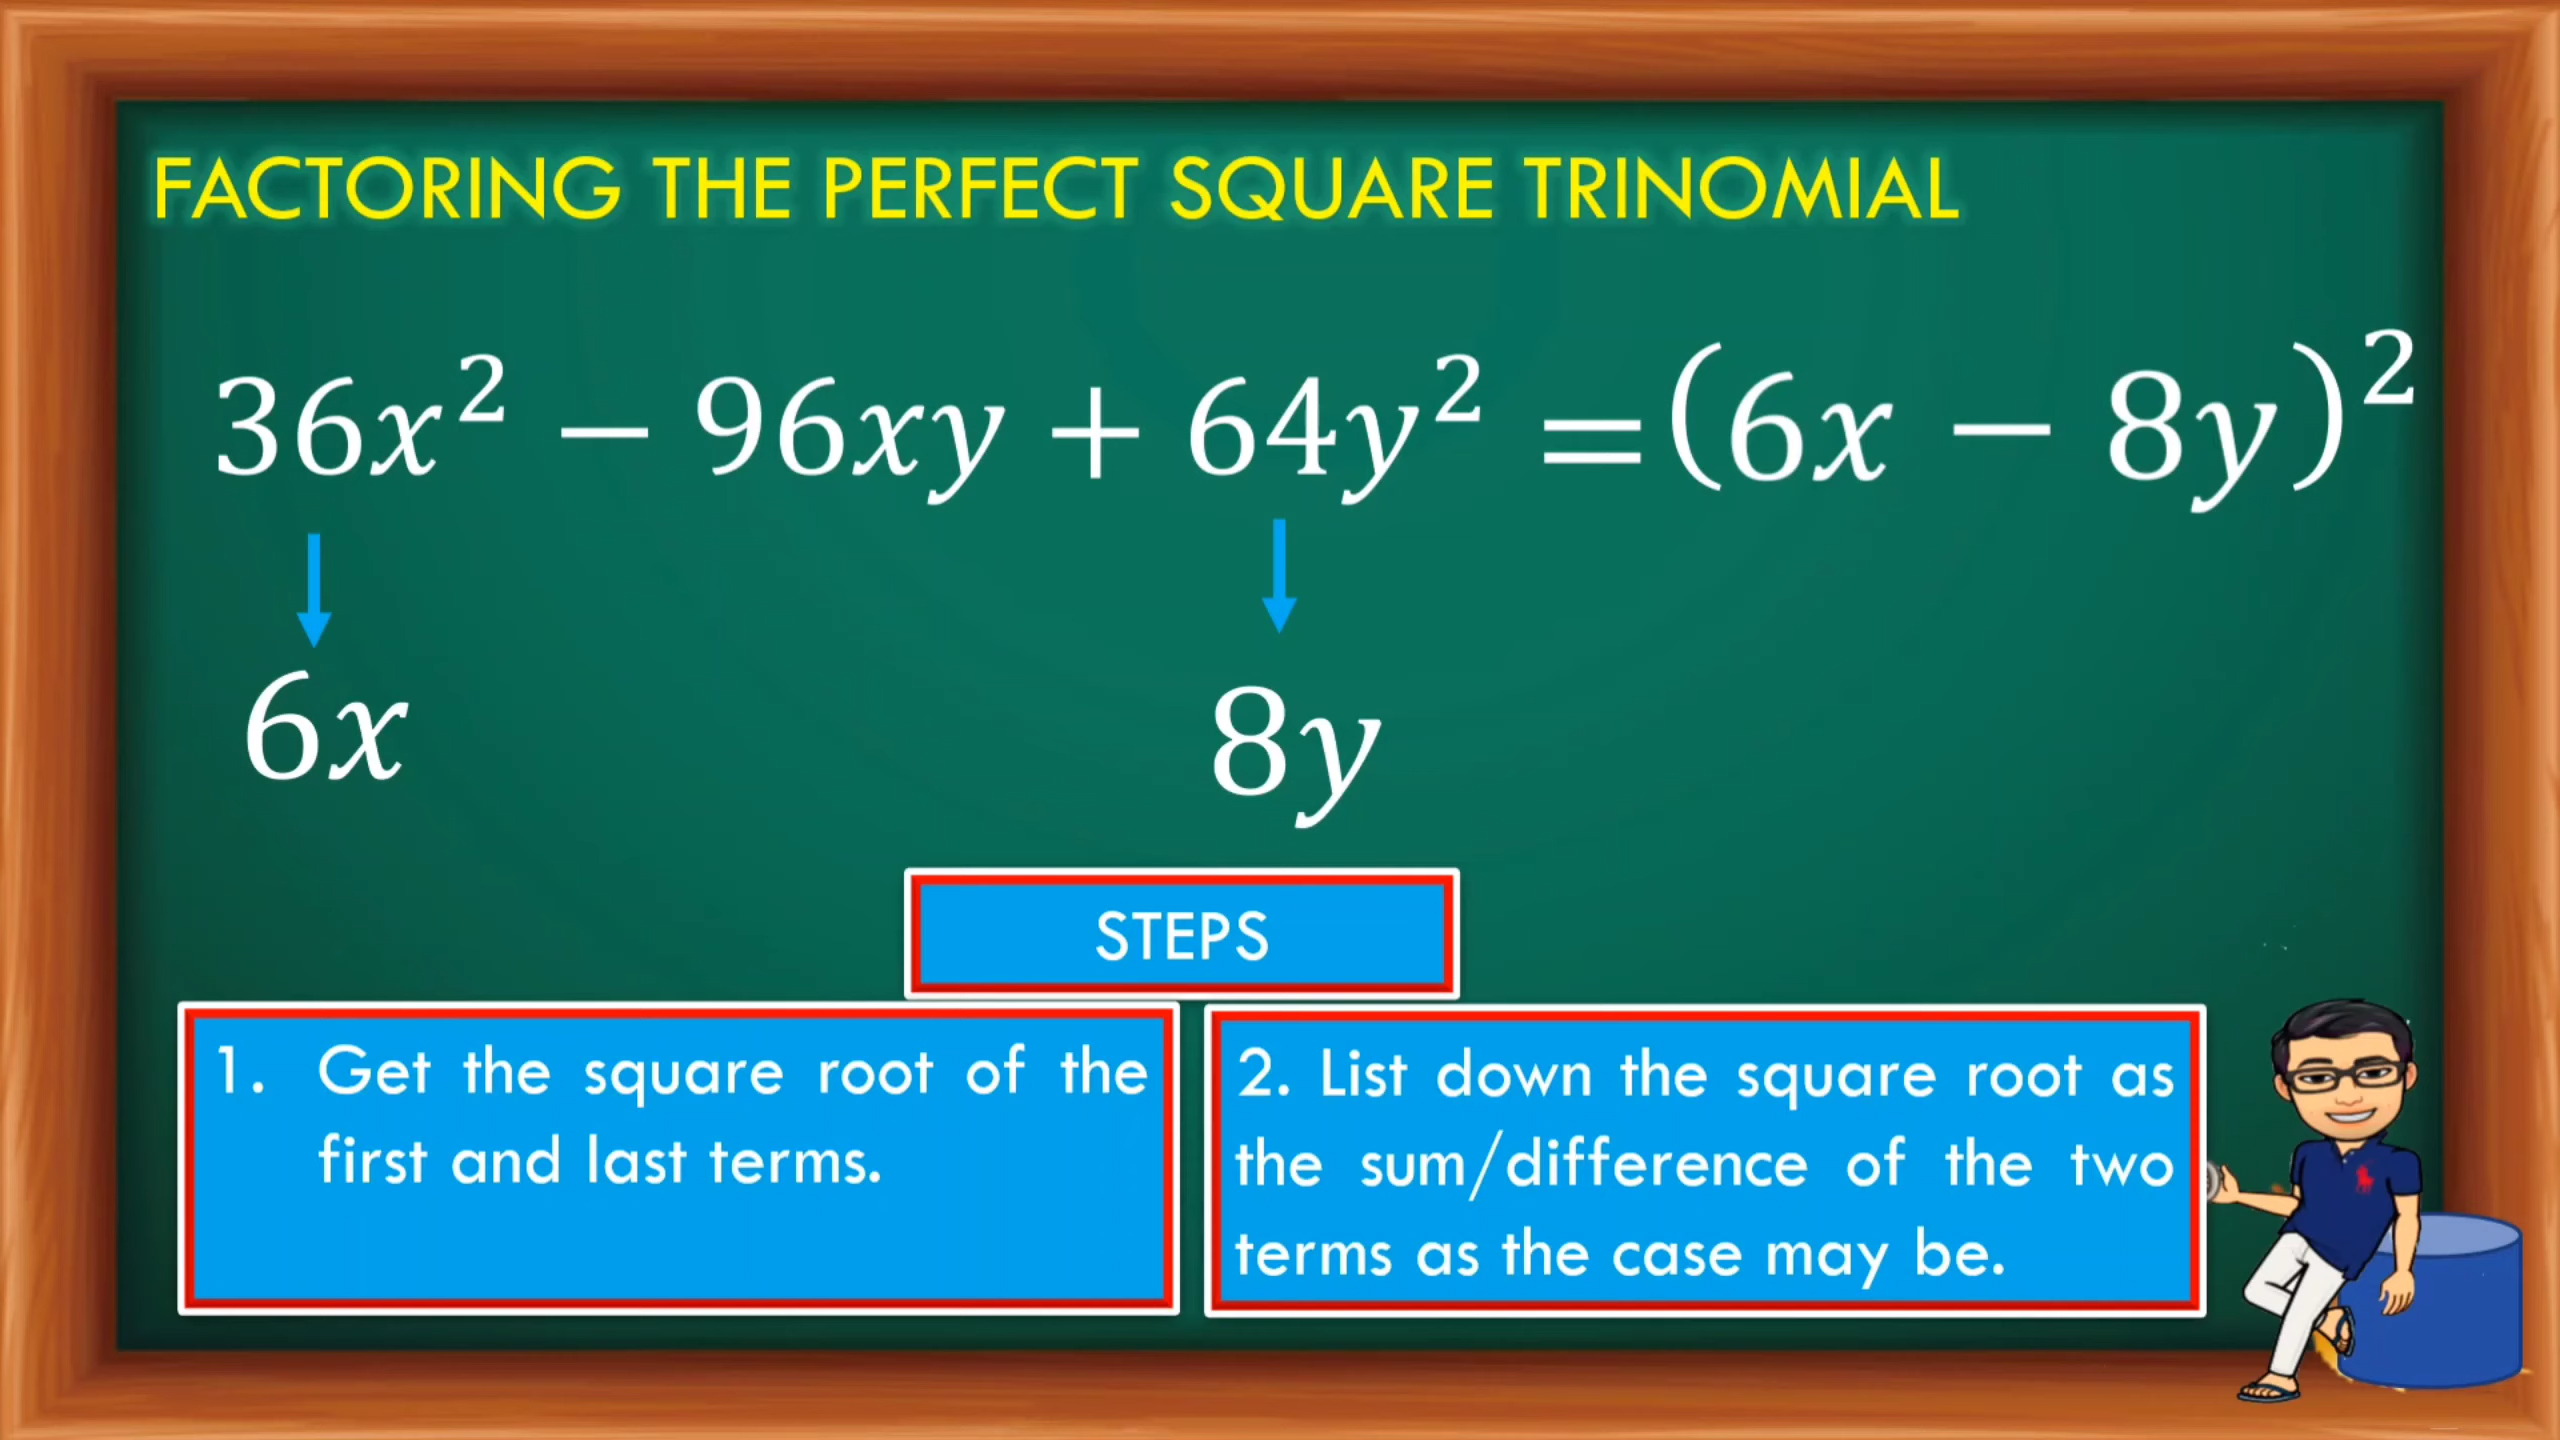 FACTORING THE PERFECT SQUARE TRINOMIAL
36x² − 96xy + 64y² = (6x − 8y)²
6x 8y
STEPS
1. Get the square root of the
first and last terms.
2. List down the square root as
the sum/difference of the two
terms as the case may be.